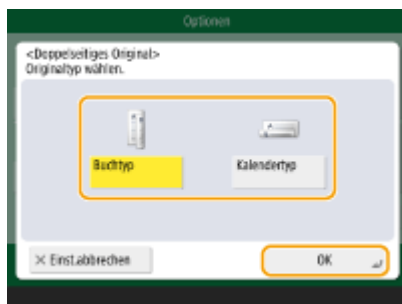 Optionen
<Doppelseitiges Original>
Originaltyp wählen.
Buchtyp
Kalendertyp
× Einst.abbrechen
OK